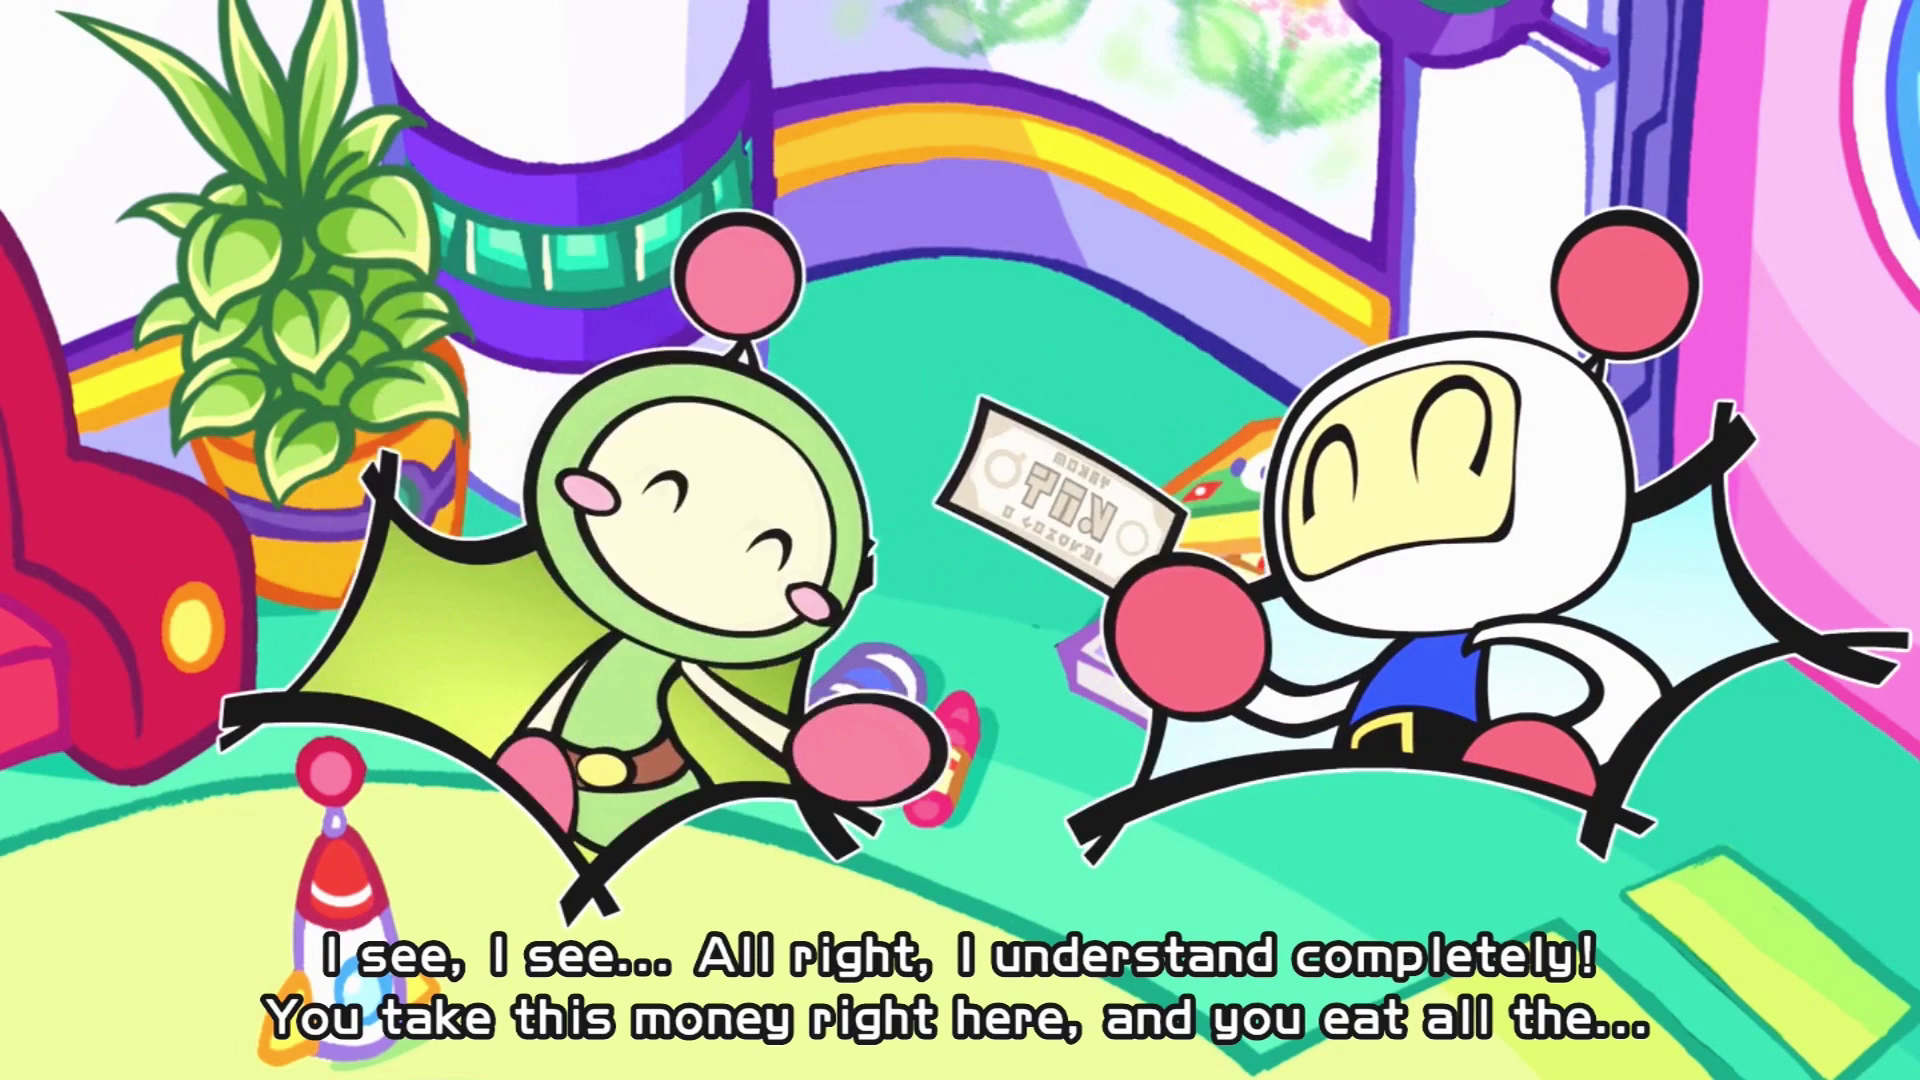 I see, I see... All right, I understand completely!
You take this money right here, and you eat all the...